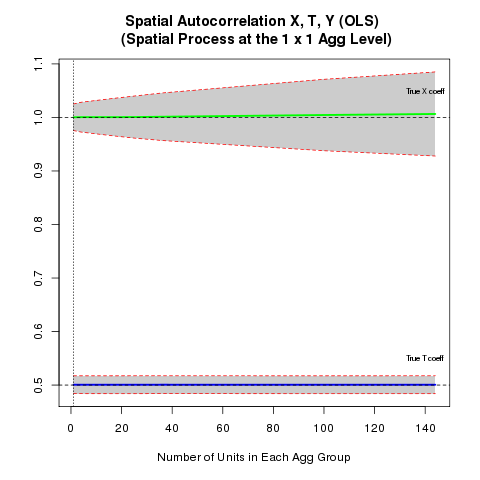 Spatial Autocorrelation X, T, Y (OLS)
(Spatial Process at the 1 x 1 Agg Level)
1.1
True X coeff
1.0
0.9
0.8
0.7
0.6
True T coeff
0.5
0 20 40 60 80 100 120 140
Number of Units in Each Agg Group